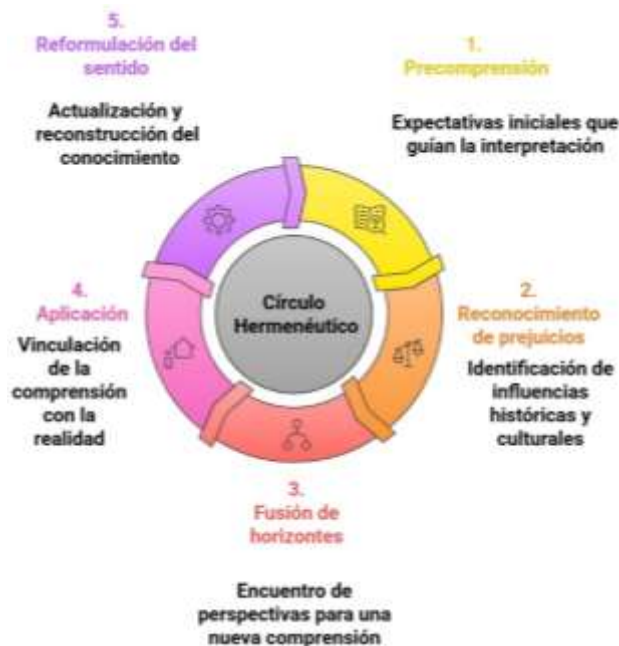 5.
Reformulación del
sentido
Actualización y
reconstrucción del
conocimiento
1.
Precomprensión
Expectativas iniciales que
guían la interpretación
Círculo
Hermenéutico
2.
Reconocimiento
de prejuicios
Identificación de
influencias
históricas y
culturales
4.
Aplicación
Vinculación
de la
comprensión
con la
realidad
3.
Fusión de
horizontes
Encuentro de
perspectivas para una
nueva comprensión